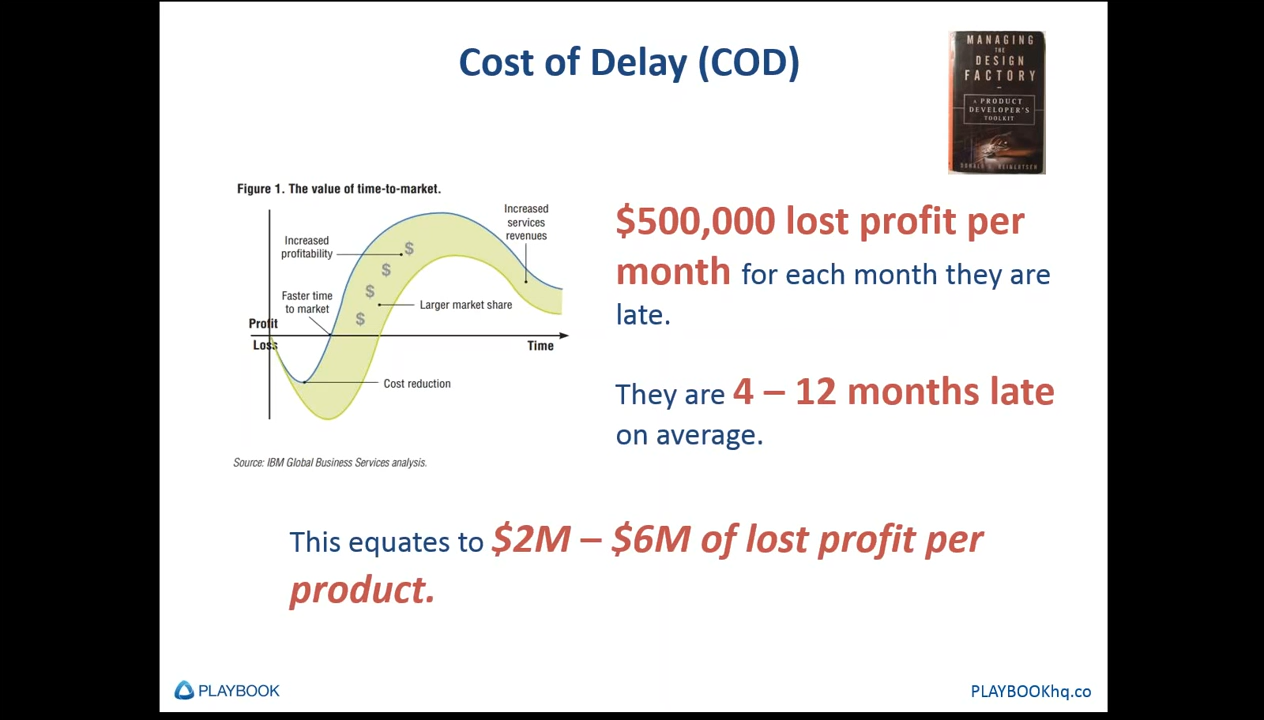 Cost of Delay (COD)
MANAGING
THE
DESIGN
FACTORY
A PRODUCT
DEVELOPER'S
TOOLKIT
DONALD G. REINERTSEN
Figure 1. The value of time-to-market.
Increased
services
revenues
Increased
profitability
$
$
$
$
Faster time
to market
Larger market share
Profit
Loss
Time
Cost reduction
Source: IBM Global Business Services analysis.
$500,000 lost profit per
month for each month they are
late.
They are 4 – 12 months late
on average.
This equates to $2M – $6M of lost profit per
product.
PLAYBOOK
PLAYBOOKhq.co